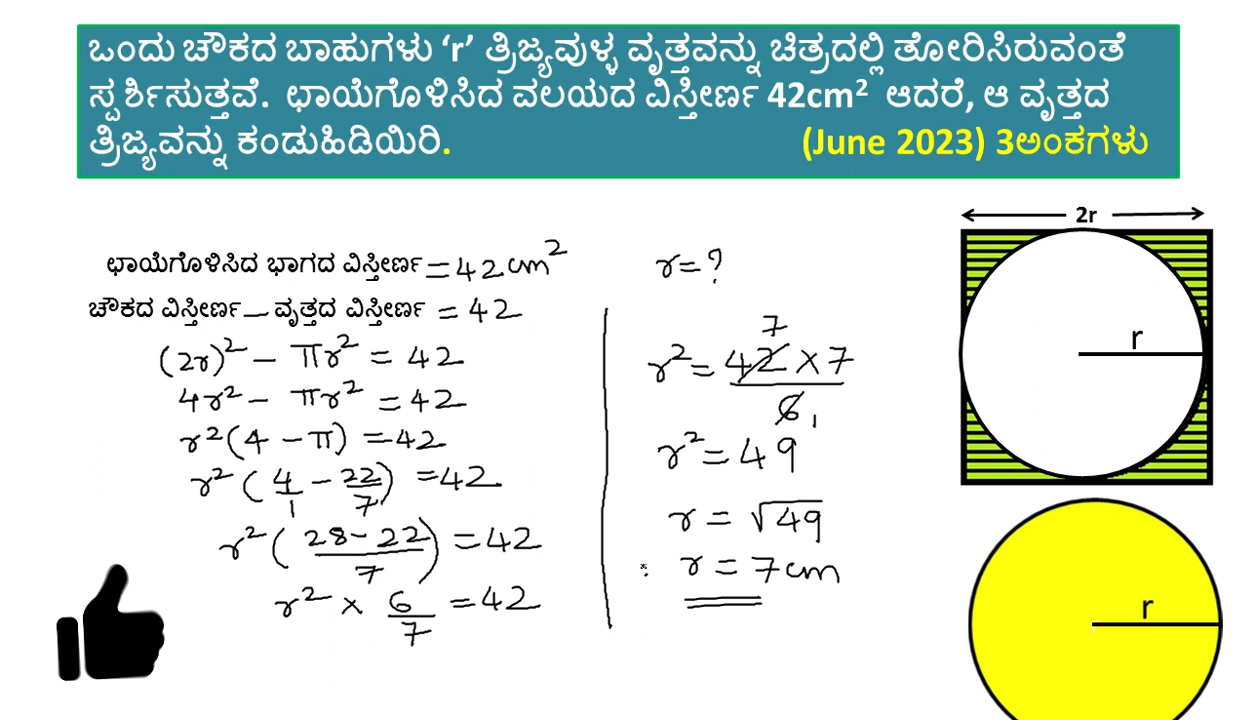 ಒಂದು ಚೌಕದ ಬಾಹುಗಳು ‘r’ ತ್ರಿಜ್ಯವುಳ್ಳ ವೃತ್ತವನ್ನು ಚಿತ್ರದಲ್ಲಿ ತೋರಿಸಿರುವಂತೆ
ಸ್ಪರ್ಶಿಸುತ್ತವೆ. ಛಾಯೆಗೊಳಿಸಿದ ವಲಯದ ವಿಸ್ತೀರ್ಣ 42cm² ಆದರೆ, ಆ ವೃತ್ತದ
ತ್ರಿಜ್ಯವನ್ನು ಕಂಡುಹಿಡಿಯಿರಿ. (June 2023) 3ಅಂಕಗಳು
ಛಾಯೆಗೊಳಿಸಿದ ಭಾಗದ ವಿಸ್ತೀರ್ಣ = 42 cm²
ಚೌಕದ ವಿಸ್ತೀರ್ಣ – ವೃತ್ತದ ವಿಸ್ತೀರ್ಣ = 42
(2r)² – πr² = 42
4r² – πr² = 42
r²(4 – π) = 42
r²(4/1 – 22/7) = 42
r²((28 – 22)/7) = 42
r² × 6/7 = 42
r = ?
7
r² = 42 × 7 / 6 1
r² = 49
r = √49
∴ r = 7cm
2r
r
r